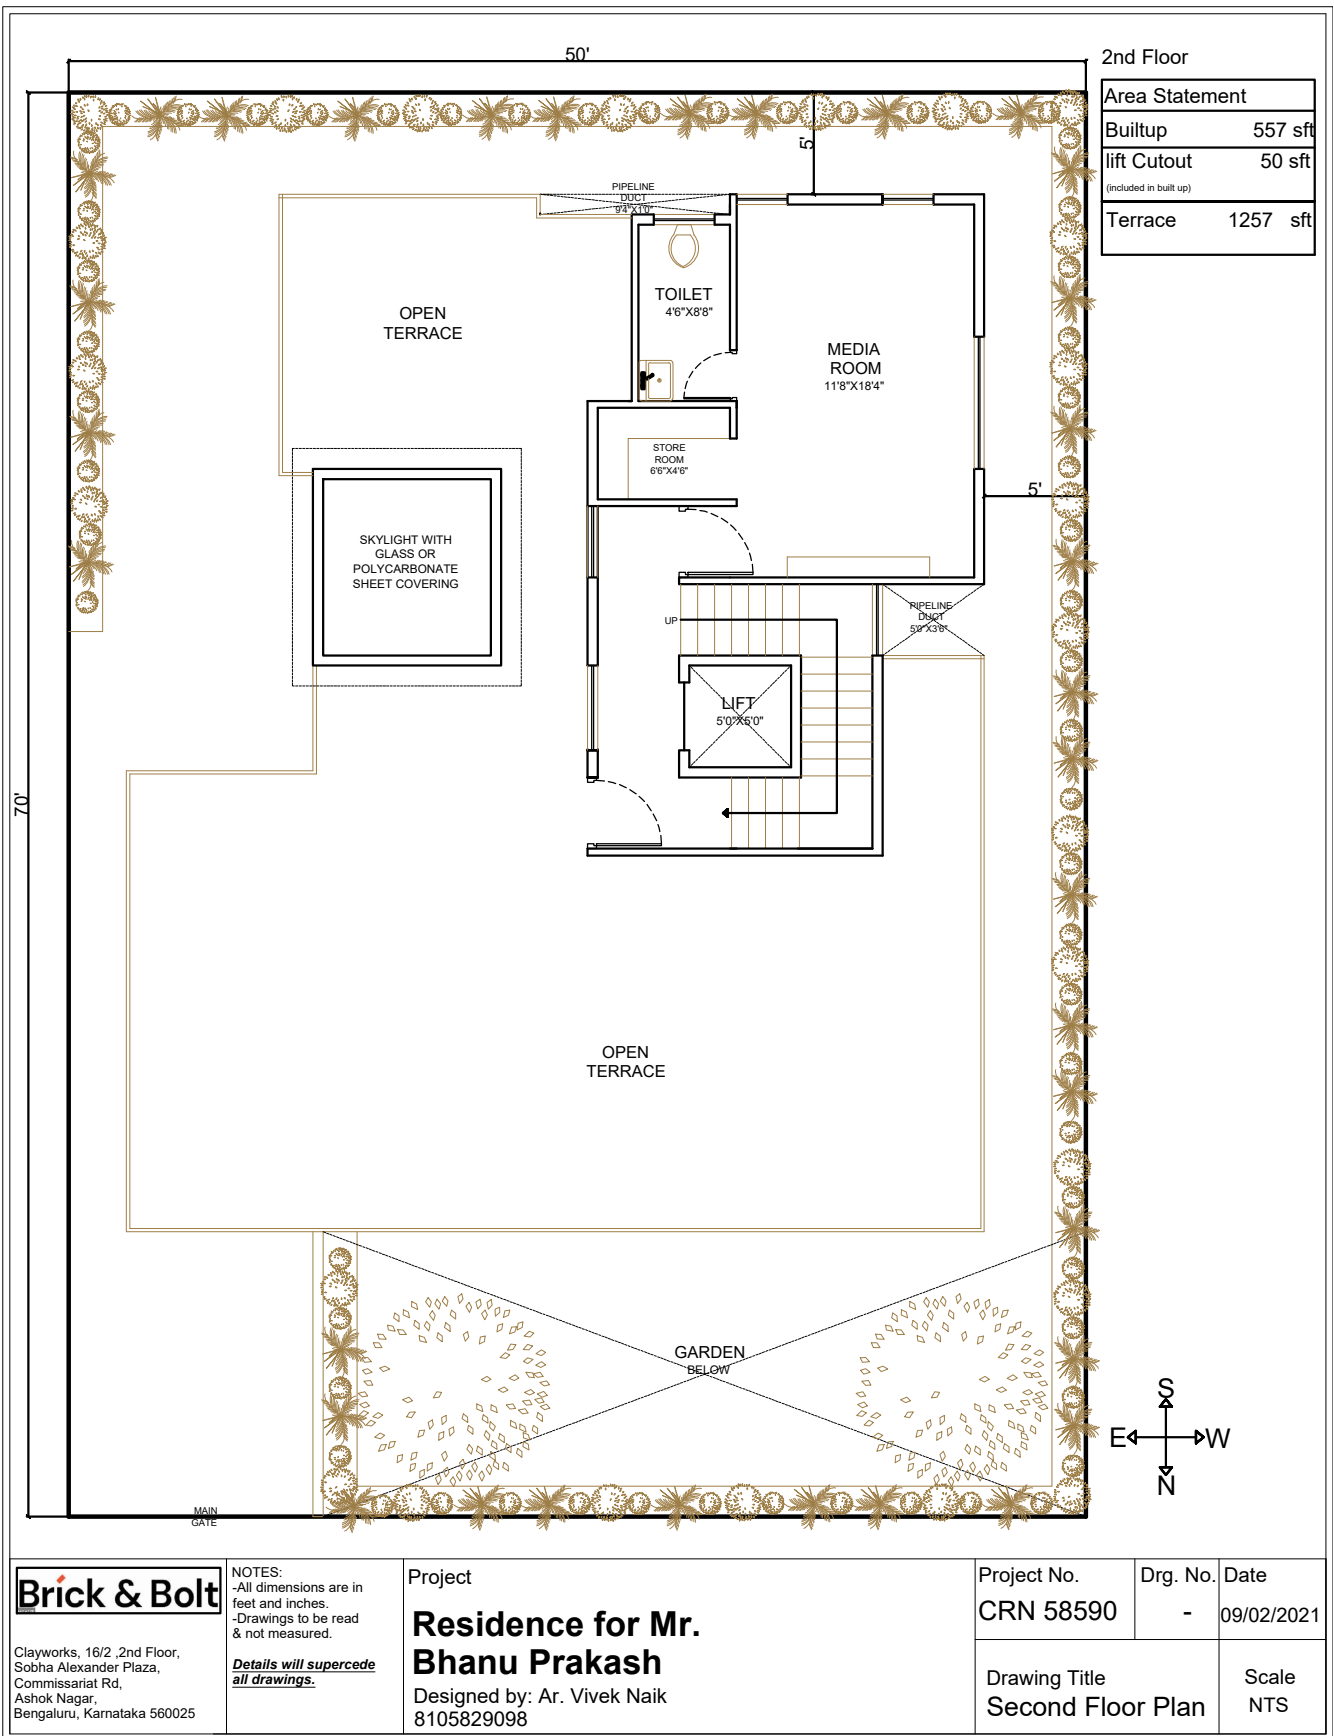 50'
2nd Floor
Area Statement
Builtup 557 sft
lift Cutout 50 sft
(included in built up)
Terrace 1257 sft
5'
PIPELINE
DUCT
9'4"X1'0"
TOILET
4'6"X8'8"
OPEN
TERRACE
MEDIA
ROOM
11'8"X18'4"
STORE
ROOM
6'6"X4'6"
5'
SKYLIGHT WITH
GLASS OR
POLYCARBONATE
SHEET COVERING
PIPELINE
DUCT
5'0"X3'6"
UP
LIFT
5'0"X5'0"
70'
OPEN
TERRACE
GARDEN
BELOW
S
E W
N
MAIN
GATE
Brick & Bolt
Clayworks, 16/2 ,2nd Floor,
Sobha Alexander Plaza,
Commissariat Rd,
Ashok Nagar,
Bengaluru, Karnataka 560025
NOTES:
-All dimensions are in
feet and inches.
-Drawings to be read
& not measured.
Details will supercede
all drawings.
Project
Residence for Mr.
Bhanu Prakash
Designed by: Ar. Vivek Naik
8105829098
Project No.
CRN 58590
Drg. No.
-
Date
09/02/2021
Drawing Title
Second Floor Plan
Scale
NTS